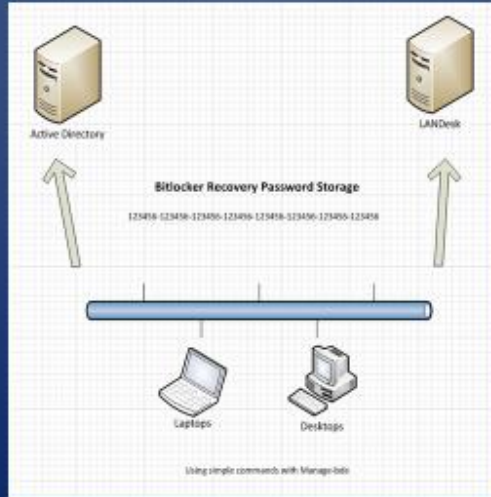 Active Directory
LANDesk
Bitlocker Recovery Password Storage
123456-123456-123456-123456-123456-123456-123456-123456
Laptops
Desktops
Using simple commands with Manage-bde